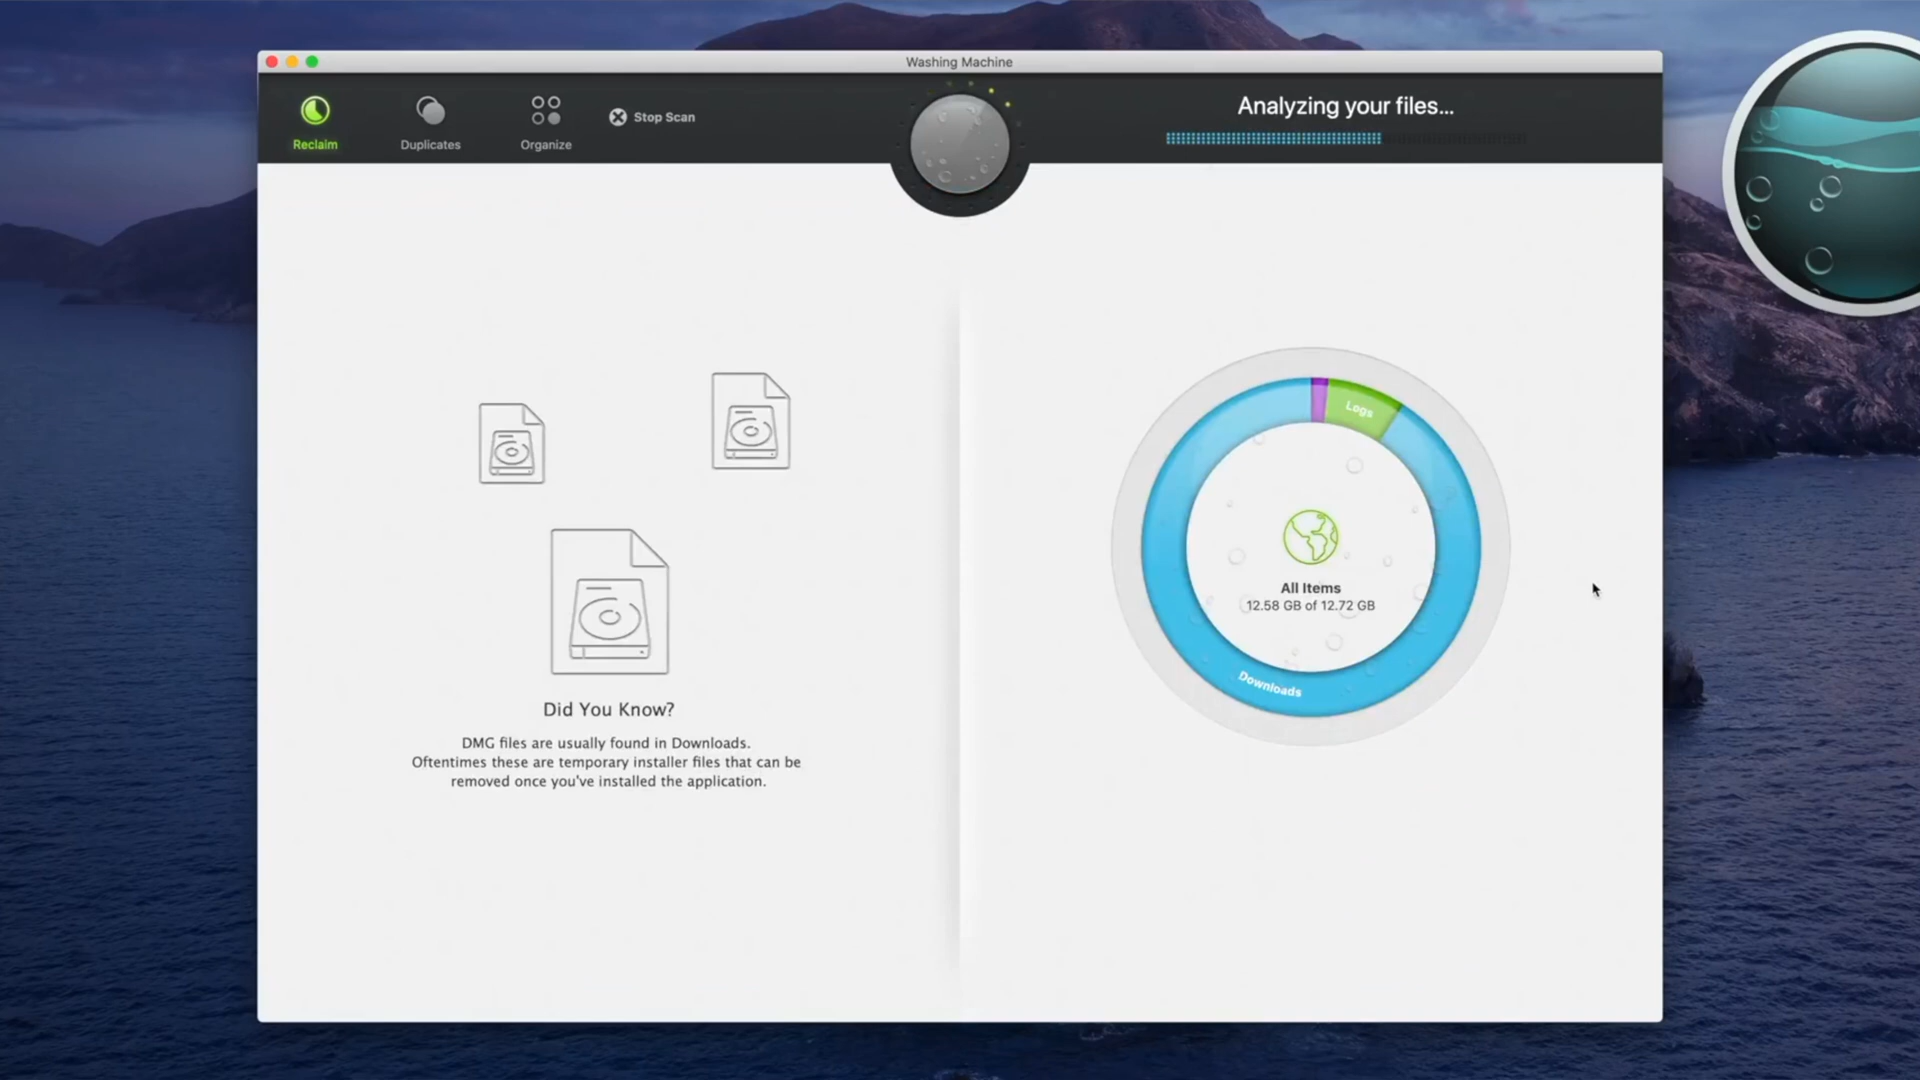 Washing Machine
Reclaim
Duplicates
Organize
Stop Scan
Analyzing your files...
Logs
All Items
12.58 GB of 12.72 GB
Downloads
Did You Know?
DMG files are usually found in Downloads.
Oftentimes these are temporary installer files that can be
removed once you've installed the application.